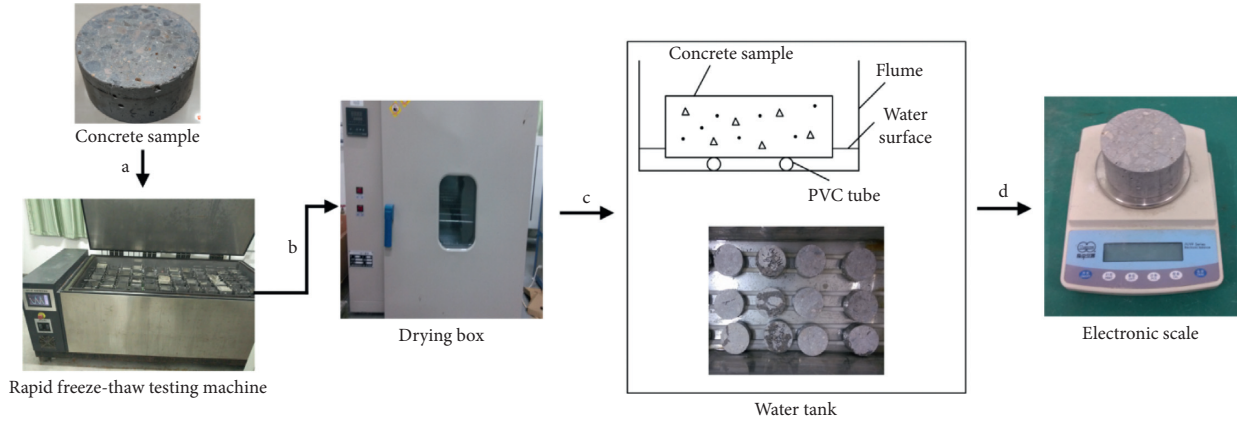 Concrete sample
a
Rapid freeze-thaw testing machine
b
Drying box
c
Concrete sample
Flume
Water
surface
PVC tube
Water tank
d
Electronic scale